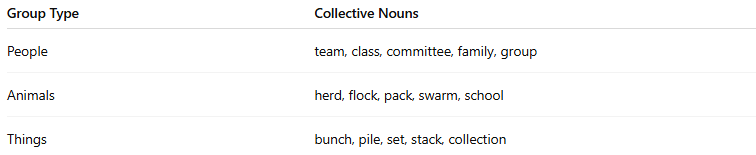 Group Type Collective Nouns
People team, class, committee, family, group
Animals herd, flock, pack, swarm, school
Things bunch, pile, set, stack, collection